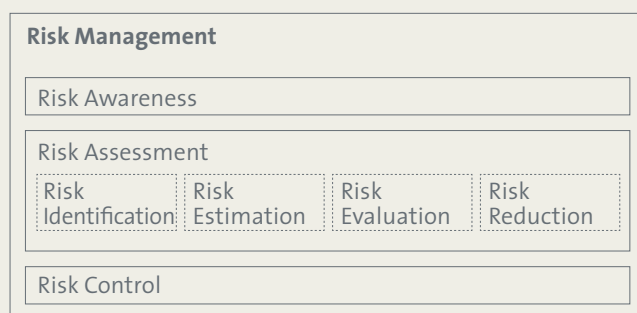 Risk Management
Risk Awareness
Risk Assessment
Risk
Identification
Risk
Estimation
Risk
Evaluation
Risk
Reduction
Risk Control